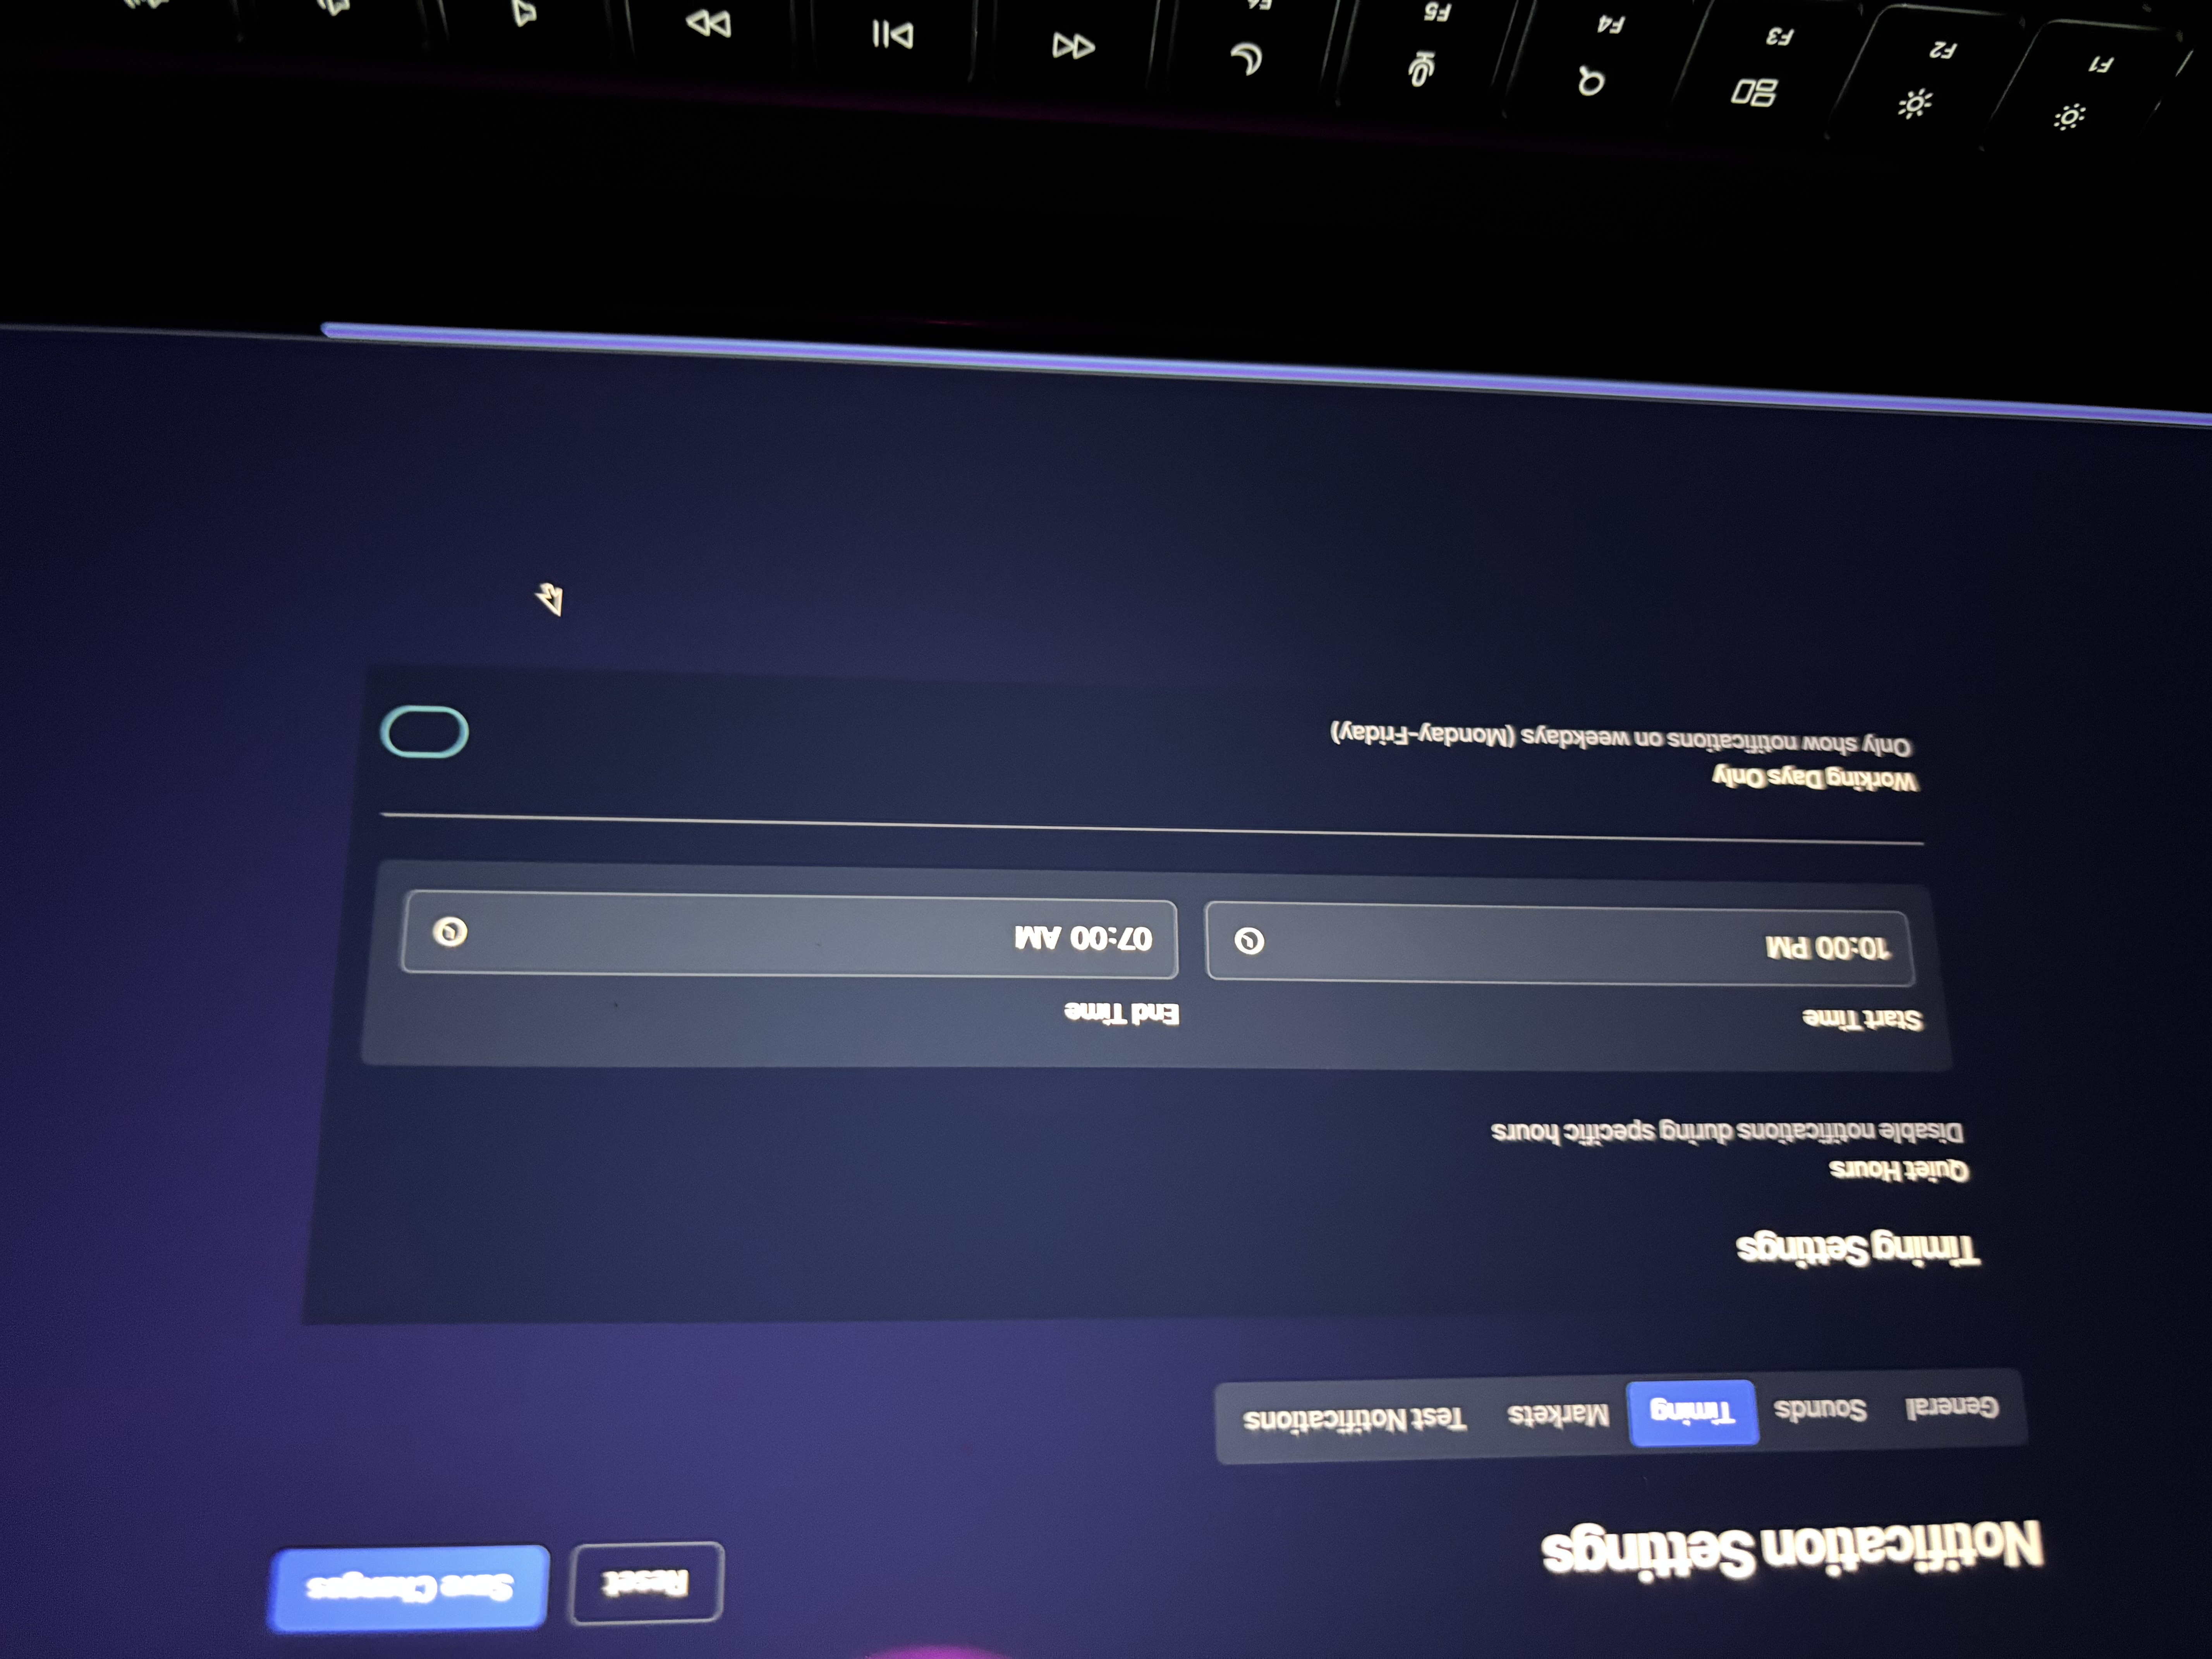 Notification Settings
Reset
Save Changes
General
Sounds
Timing
Markets
Test Notifications
Timing Settings
Quiet Hours
Disable notifications during specific hours
Start Time
End Time
10:00 PM
07:00 AM
Working Days Only
Only show notifications on weekdays (Monday-Friday)
F1
F2
F3
F4
F5
F6